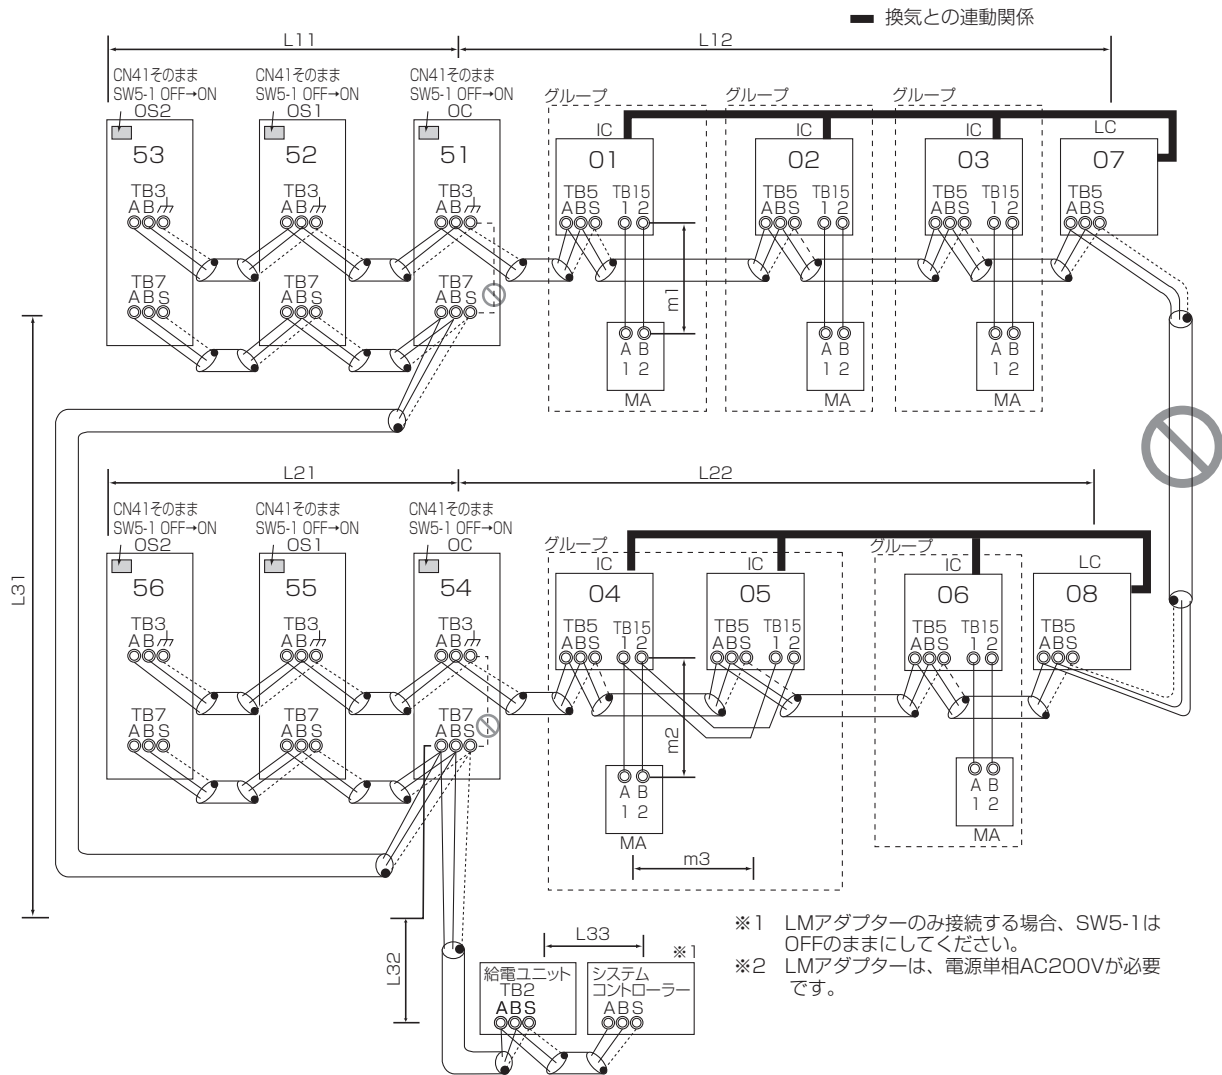 換気との連動関係
L11
L12
CN41そのまま
SW5-1 OFF→ON
OS2
CN41そのまま
SW5-1 OFF→ON
OS1
CN41そのまま
SW5-1 OFF→ON
OC
グループ
グループ
グループ
IC
IC
IC
LC
53
52
51
01
02
03
07
TB3
AB
TB3
AB
TB3
AB
TB5
ABS
TB15
1 2
TB5
ABS
TB15
1 2
TB5
ABS
TB15
1 2
TB5
ABS
TB7
ABS
TB7
ABS
TB7
ABS
m1
A B
1 2
MA
A B
1 2
MA
A B
1 2
MA
L31
L21
L22
CN41そのまま
SW5-1 OFF→ON
OS2
CN41そのまま
SW5-1 OFF→ON
OS1
CN41そのまま
SW5-1 OFF→ON
OC
グループ
グループ
IC
IC
IC
LC
56
55
54
04
05
06
08
TB3
AB
TB3
AB
TB3
AB
TB5
ABS
TB15
1 2
TB5
ABS
TB15
1 2
TB5
ABS
TB15
1 2
TB5
ABS
TB7
ABS
TB7
ABS
TB7
ABS
m2
A B
1 2
MA
A B
1 2
MA
m3
L32
L33
※1
給電ユニット
TB2
ABS
システム
コントローラー
ABS
※1 LMアダプターのみ接続する場合、SW5-1は
OFFのままにしてください。
※2 LMアダプターは、電源単相AC200Vが必要
です。